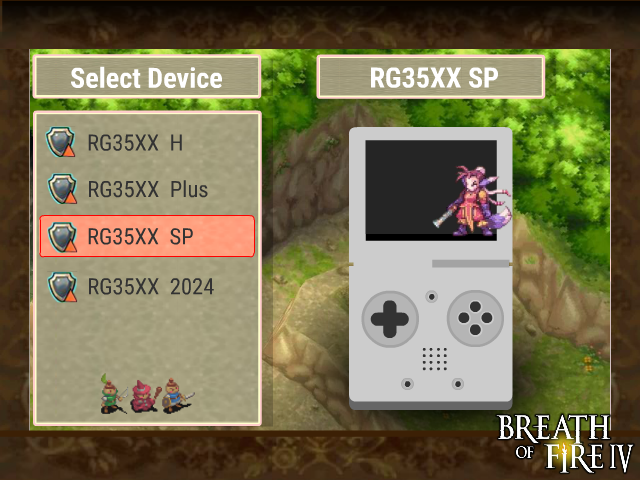 Select Device
RG35XX SP
RG35XX H
RG35XX Plus
RG35XX SP
RG35XX 2024
BREATH
OF FIRE IV